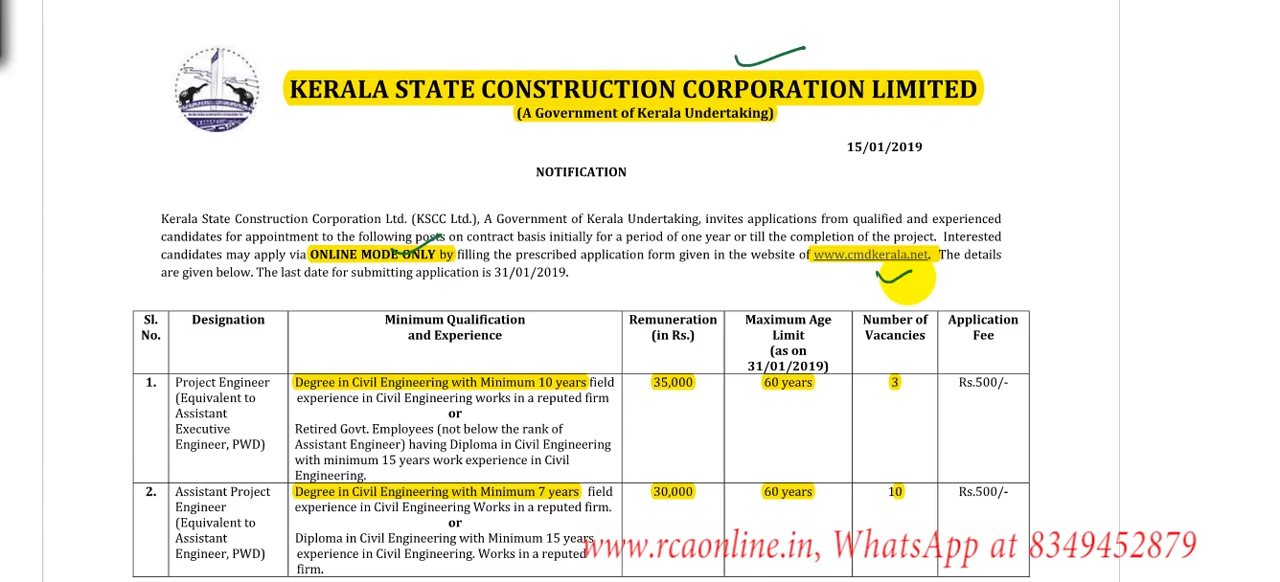 KERALA STATE CONSTRUCTION CORPORATION LIMITED
(A Government of Kerala Undertaking)
15/01/2019
NOTIFICATION
Kerala State Construction Corporation Ltd. (KSCC Ltd.), A Government of Kerala Undertaking, invites applications from qualified and experienced
candidates for appointment to the following posts on contract basis initially for a period of one year or till the completion of the project. Interested
candidates may apply via ONLINE MODE ONLY by filling the prescribed application form given in the website of www.cmdkerala.net. The details
are given below. The last date for submitting application is 31/01/2019.
Sl.
No.
Designation
Minimum Qualification
and Experience
Remuneration
(in Rs.)
Maximum Age
Limit
(as on
31/01/2019)
Number of
Vacancies
Application
Fee
1.
Project Engineer
(Equivalent to
Assistant
Executive
Engineer, PWD)
Degree in Civil Engineering with Minimum 10 years field
experience in Civil Engineering works in a reputed firm
or
Retired Govt. Employees (not below the rank of
Assistant Engineer) having Diploma in Civil Engineering
with minimum 15 years work experience in Civil
Engineering.
35,000
60 years
3
Rs.500/-
2.
Assistant Project
Engineer
(Equivalent to
Assistant
Engineer, PWD)
Degree in Civil Engineering with Minimum 7 years field
experience in Civil Engineering Works in a reputed firm.
or
Diploma in Civil Engineering with Minimum 15 years
experience in Civil Engineering. Works in a reputed
firm.
30,000
60 years
10
Rs.500/-
www.rcaonline.in, WhatsApp at 8349452879